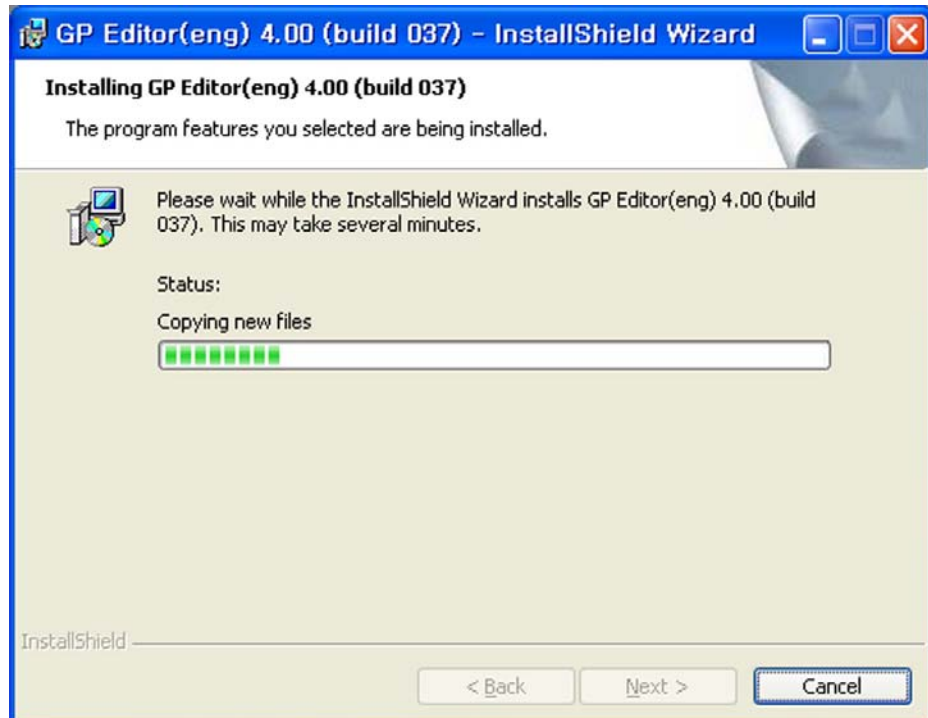 GP Editor(eng) 4.00 (build 037) - InstallShield Wizard
Installing GP Editor(eng) 4.00 (build 037)
The program features you selected are being installed.
Please wait while the InstallShield Wizard installs GP Editor(eng) 4.00 (build
037). This may take several minutes.
Status:
Copying new files
InstallShield
< Back
Next >
Cancel